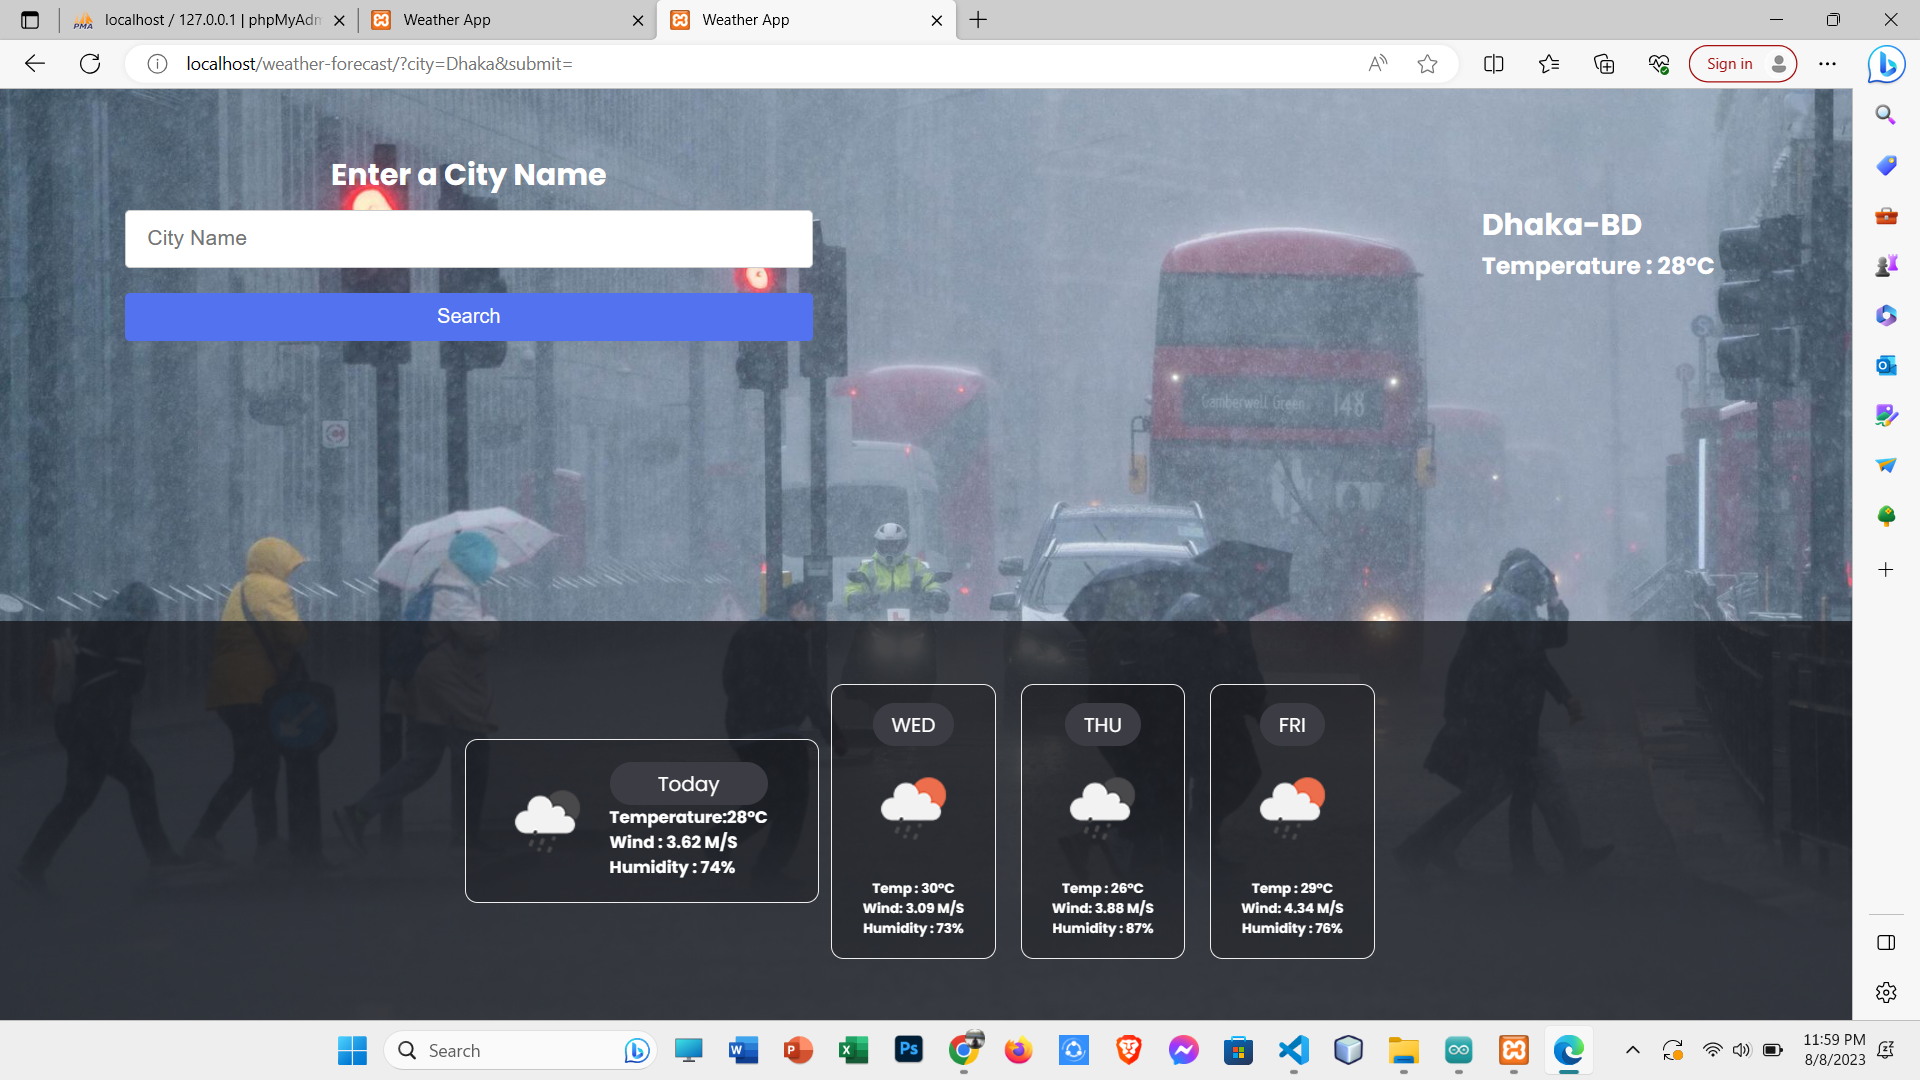 localhost / 127.0.0.1 | phpMyAdm
Weather App
Weather App
localhost/weather-forecast/?city=Dhaka&submit=
Sign in
Enter a City Name
City Name
Search
Dhaka-BD
Temperature : 28°C
Camberwell Green
148
Today
Temperature:28°C
Wind : 3.62 M/S
Humidity : 74%
WED
Temp : 30°C
Wind: 3.09 M/S
Humidity : 73%
THU
Temp : 26°C
Wind: 3.88 M/S
Humidity : 87%
FRI
Temp : 29°C
Wind: 4.34 M/S
Humidity : 76%
Search
11:59 PM
8/8/2023